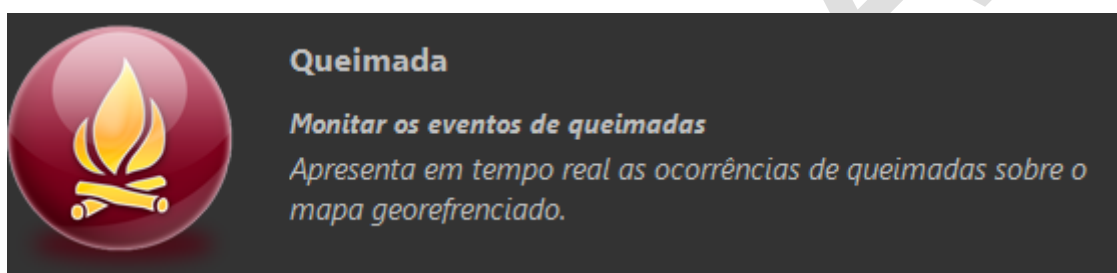 Queimada
Monitar os eventos de queimadas
Apresenta em tempo real as ocorrências de queimadas sobre o
mapa georefrenciado.